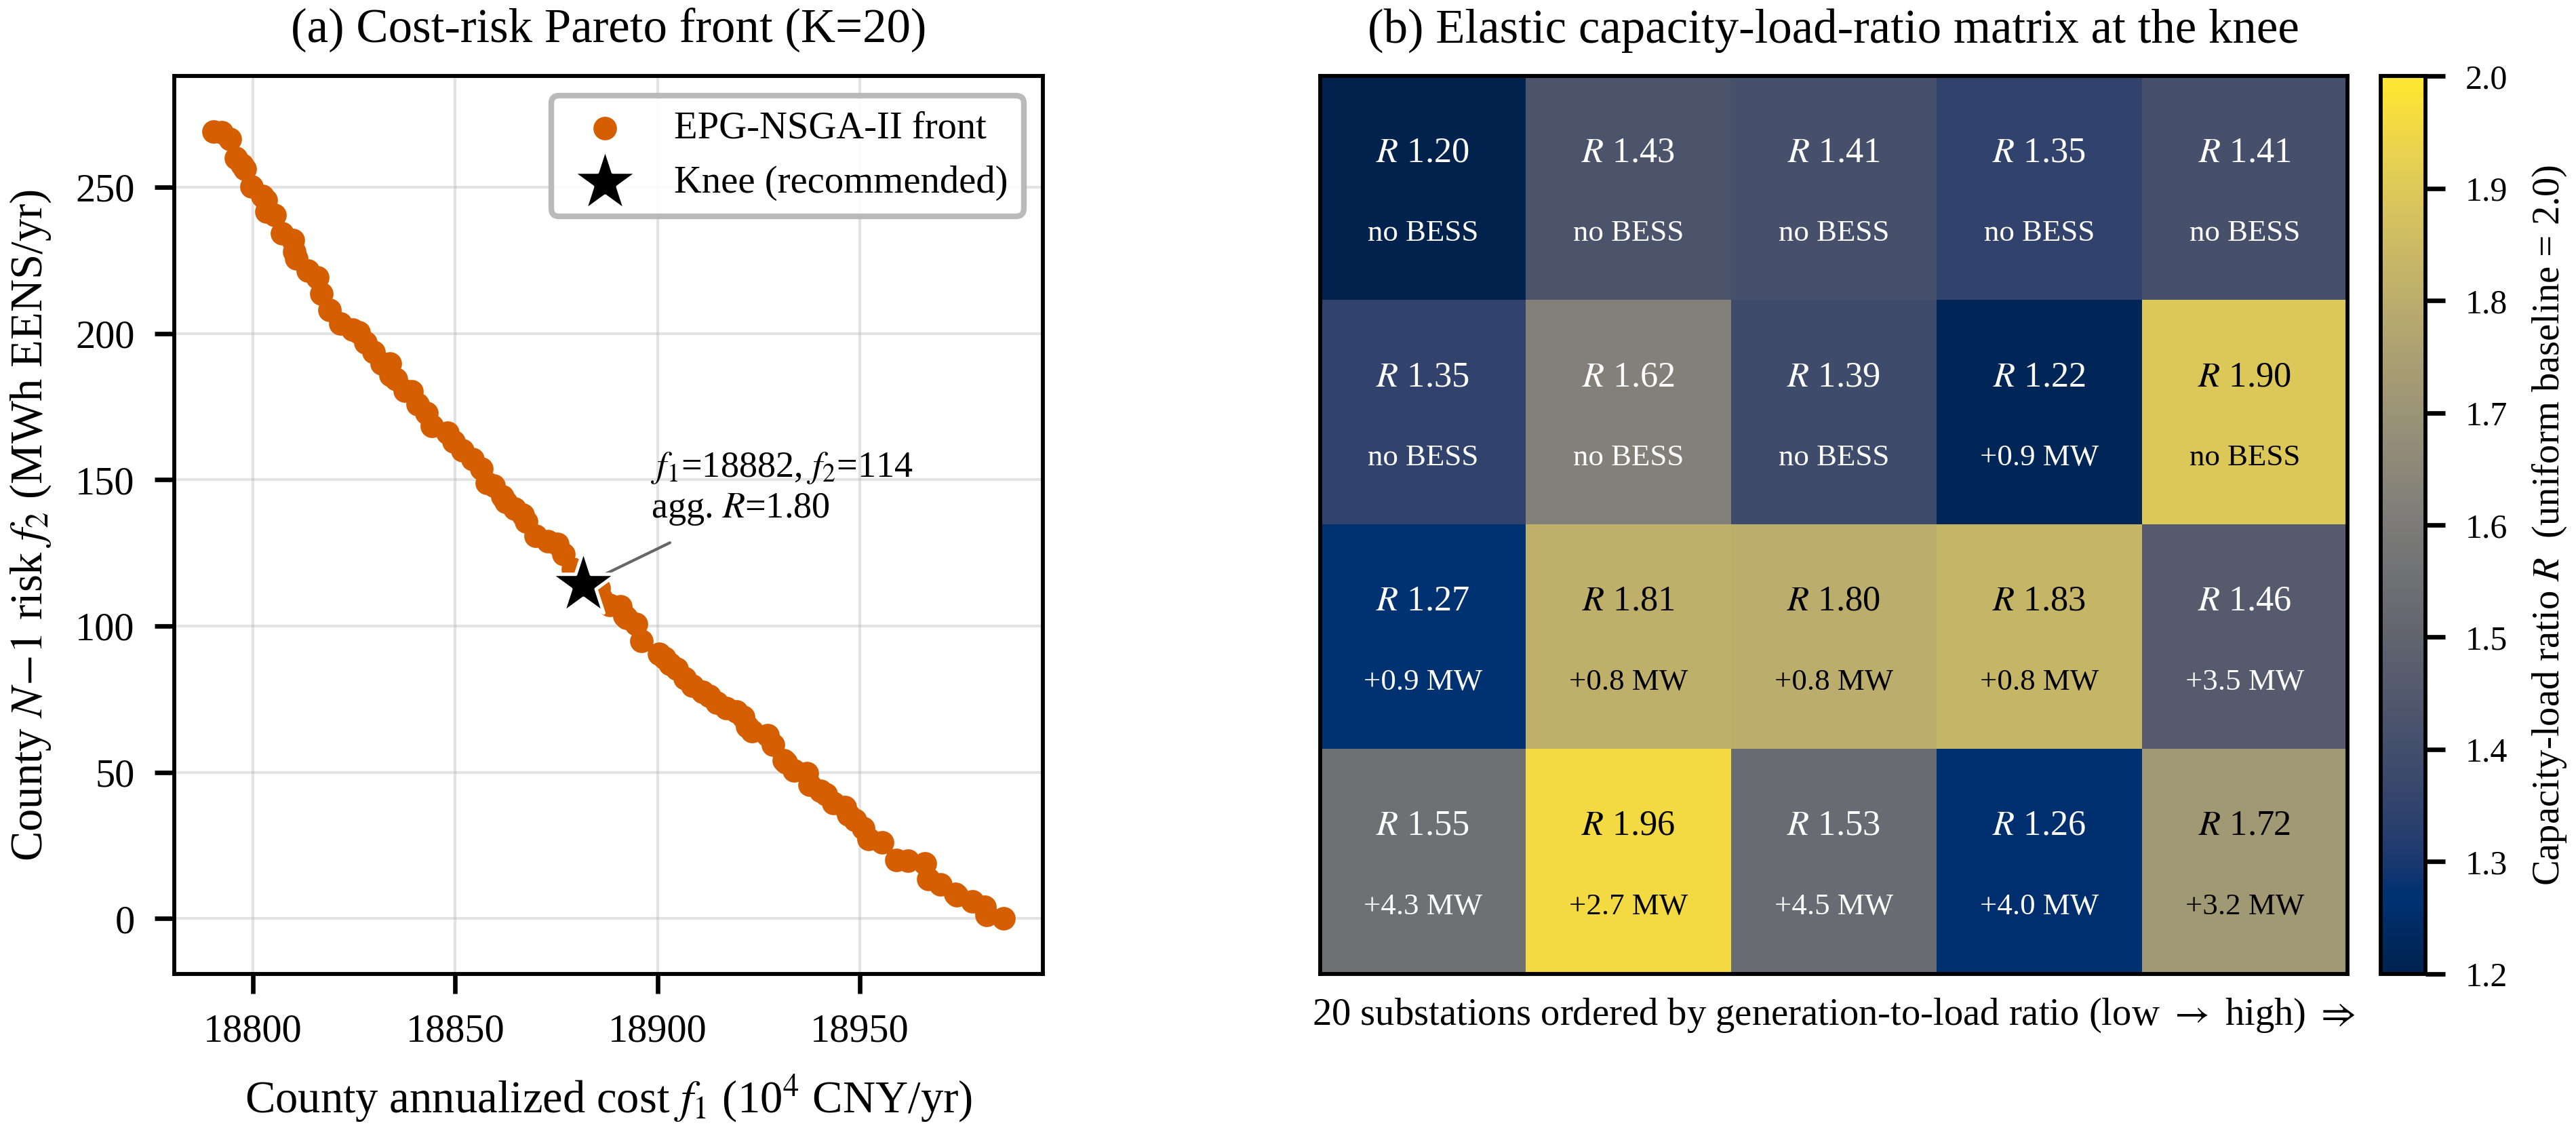 (a) Cost-risk Pareto front (K=20)
County N−1 risk f₂ (MWh EENS/yr)
250
200
150
100
50
0
EPG-NSGA-II front
Knee (recommended)
f₁=18882, f₂=114
agg. R=1.80
18800 18850 18900 18950
County annualized cost f₁ (10⁴ CNY/yr)
(b) Elastic capacity-load-ratio matrix at the knee
R 1.20 R 1.43 R 1.41 R 1.35 R 1.41
no BESS no BESS no BESS no BESS no BESS
R 1.35 R 1.62 R 1.39 R 1.22 R 1.90
no BESS no BESS no BESS +0.9 MW no BESS
R 1.27 R 1.81 R 1.80 R 1.83 R 1.46
+0.9 MW +0.8 MW +0.8 MW +0.8 MW +3.5 MW
R 1.55 R 1.96 R 1.53 R 1.26 R 1.72
+4.3 MW +2.7 MW +4.5 MW +4.0 MW +3.2 MW
20 substations ordered by generation-to-load ratio (low → high) ⇒
2.0
1.9
1.8
1.7
1.6
1.5
1.4
1.3
1.2
Capacity-load ratio R (uniform baseline = 2.0)